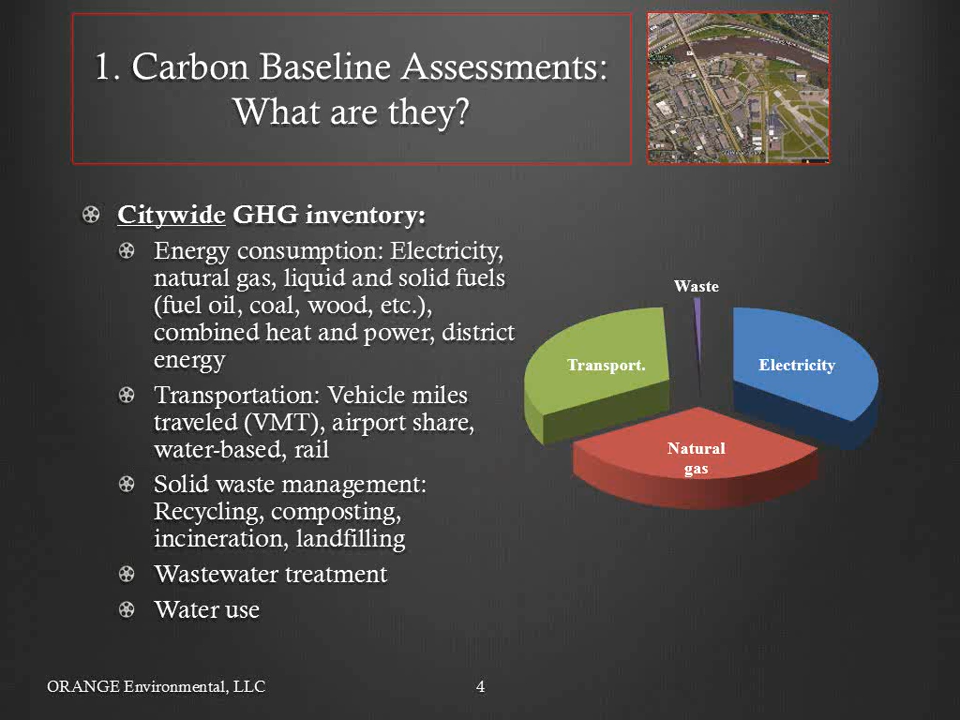 1. Carbon Baseline Assessments:
What are they?
Citywide GHG inventory:
Energy consumption: Electricity,
natural gas, liquid and solid fuels
(fuel oil, coal, wood, etc.),
combined heat and power, district
energy
Transportation: Vehicle miles
traveled (VMT), airport share,
water-based, rail
Solid waste management:
Recycling, composting,
incineration, landfilling
Wastewater treatment
Water use
Waste
Transport.
Electricity
Natural
gas
ORANGE Environmental, LLC
4